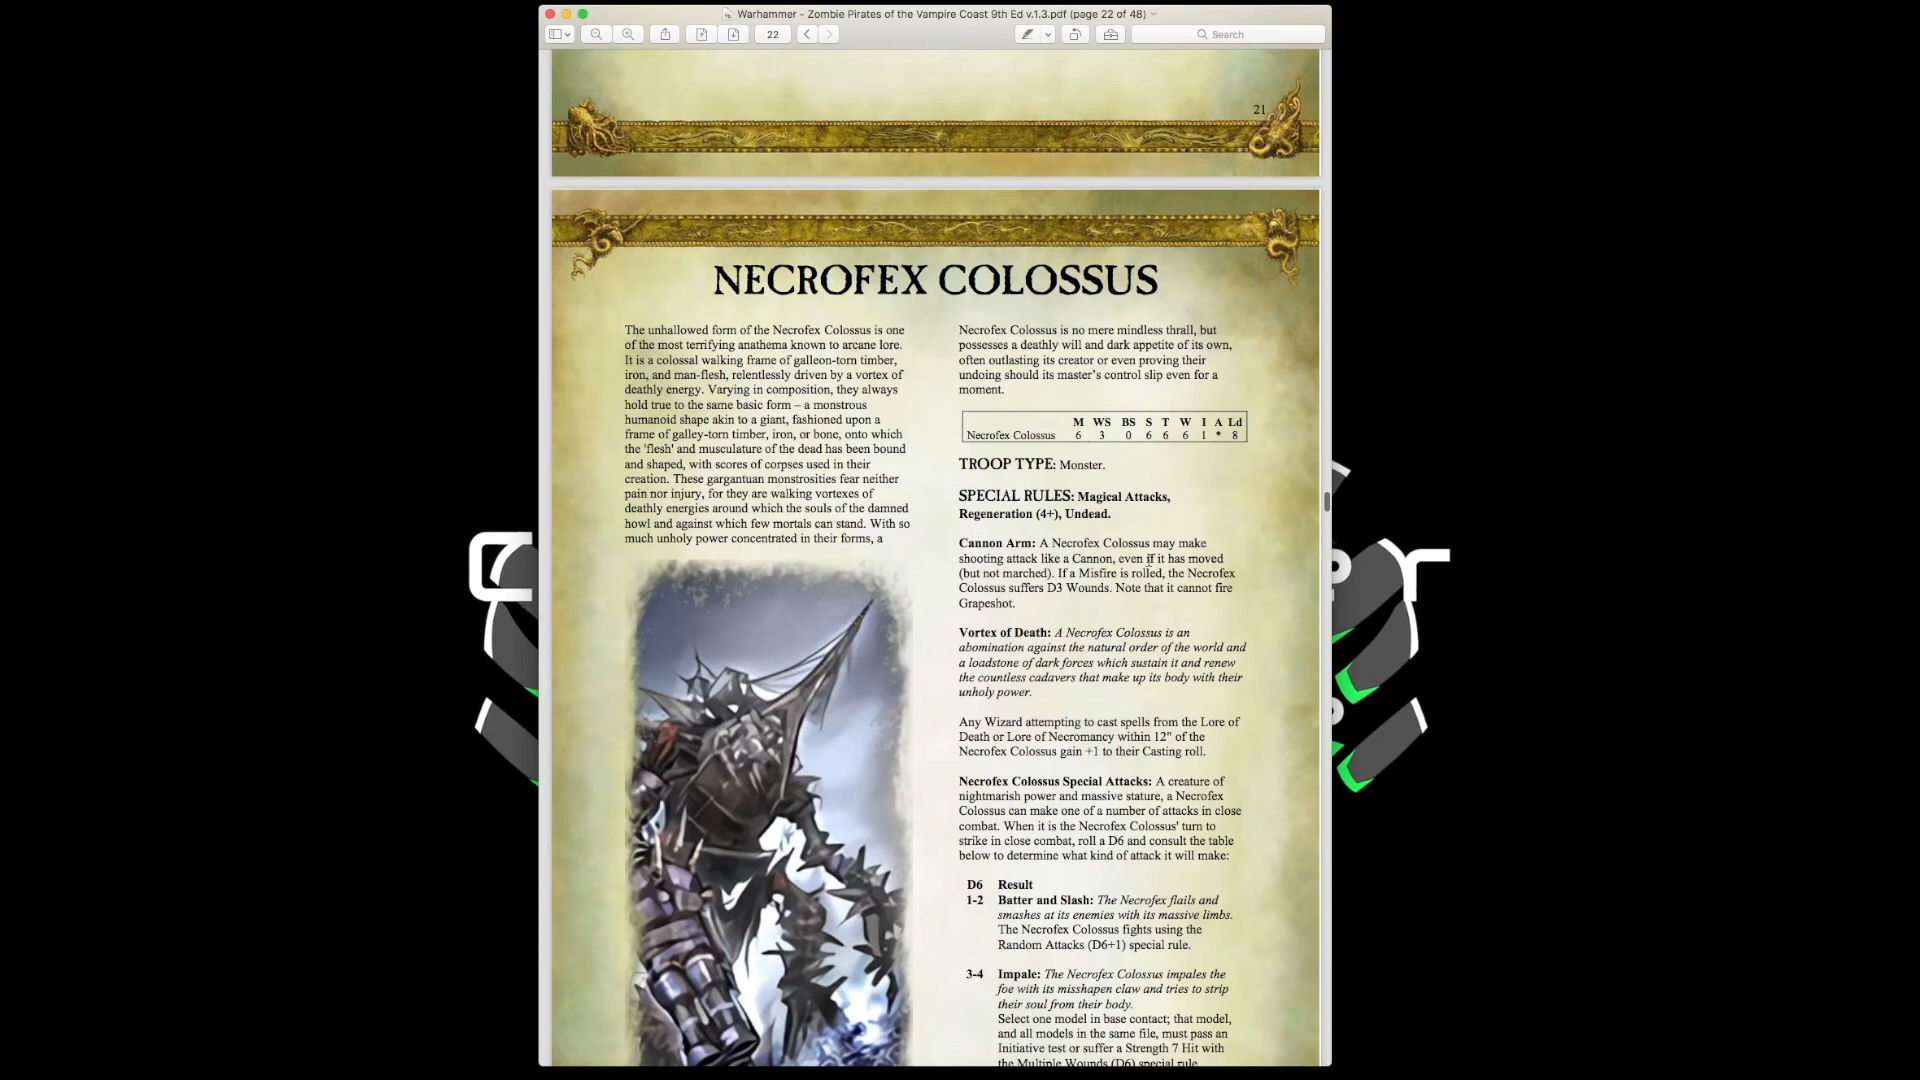 Warhammer - Zombie Pirates of the Vampire Coast 9th Ed v.1.3.pdf (page 22 of 48)
22
Search
21
NECROFEX COLOSSUS
The unhallowed form of the Necrofex Colossus is one
of the most terrifying anathema known to arcane lore.
It is a colossal walking frame of galleon-torn timber,
iron, and man-flesh, relentlessly driven by a vortex of
deathly energy. Varying in composition, they always
hold true to the same basic form – a monstrous
humanoid shape akin to a giant, fashioned upon a
frame of galley-torn timber, iron, or bone, onto which
the 'flesh' and musculature of the dead has been bound
and shaped, with scores of corpses used in their
creation. These gargantuan monstrosities fear neither
pain nor injury, for they are walking vortexes of
deathly energies around which the souls of the damned
howl and against which few mortals can stand. With so
much unholy power concentrated in their forms, a
Necrofex Colossus is no mere mindless thrall, but
possesses a deathly will and dark appetite of its own,
often outlasting its creator or even proving their
undoing should its master's control slip even for a
moment.
M WS BS S T W I A Ld
Necrofex Colossus 6 3 0 6 6 6 1 * 8
TROOP TYPE: Monster.
SPECIAL RULES: Magical Attacks,
Regeneration (4+), Undead.
Cannon Arm: A Necrofex Colossus may make
shooting attack like a Cannon, even if it has moved
(but not marched). If a Misfire is rolled, the Necrofex
Colossus suffers D3 Wounds. Note that it cannot fire
Grapeshot.
Vortex of Death: A Necrofex Colossus is an
abomination against the natural order of the world and
a loadstone of dark forces which sustain it and renew
the countless cadavers that make up its body with their
unholy power.
Any Wizard attempting to cast spells from the Lore of
Death or Lore of Necromancy within 12" of the
Necrofex Colossus gain +1 to their Casting roll.
Necrofex Colossus Special Attacks: A creature of
nightmarish power and massive stature, a Necrofex
Colossus can make one of a number of attacks in close
combat. When it is the Necrofex Colossus' turn to
strike in close combat, roll a D6 and consult the table
below to determine what kind of attack it will make:
D6 Result
1-2 Batter and Slash: The Necrofex flails and
smashes at its enemies with its massive limbs.
The Necrofex Colossus fights using the
Random Attacks (D6+1) special rule.
3-4 Impale: The Necrofex Colossus impales the
foe with its misshapen claw and tries to strip
their soul from their body.
Select one model in base contact; that model,
and all models in the same file, must pass an
Initiative test or suffer a Strength 7 Hit with
the Multiple Wounds (D6) special rule